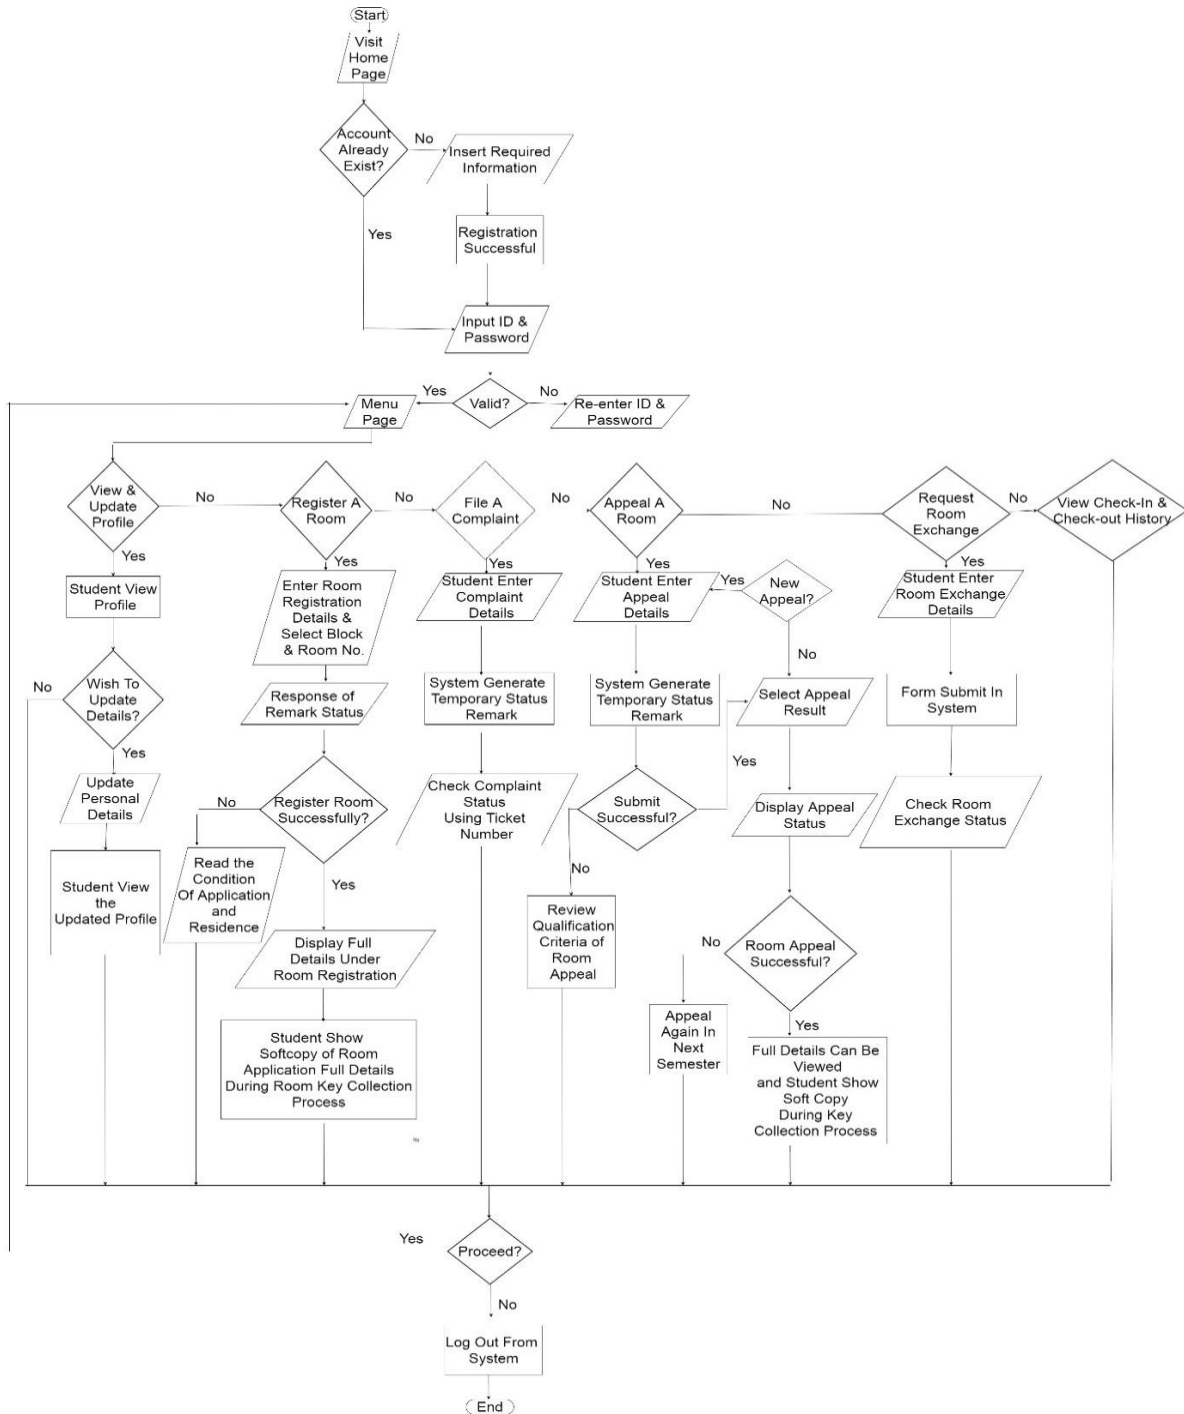 Start
Visit
Home
Page
Account
Already
Exist?
No
Insert Required
Information
Yes
Registration
Successful
Input ID &
Password
Menu
Page
Yes
Valid?
No
Re-enter ID &
Password
View &
Update
Profile
No
Register A
Room
No
File A
Complaint
No
Appeal A
Room
No
Request
Room
Exchange
No
View Check-In &
Check-out History
Yes
Student View
Profile
Yes
Enter Room
Registration
Details &
Select Block
& Room No.
Yes
Student Enter
Complaint
Details
Yes
Student Enter
Appeal
Details
Yes
New
Appeal?
Yes
Student Enter
Room Exchange
Details
No
Wish To
Update
Details?
Response of
Remark Status
System Generate
Temporary Status
Remark
System Generate
Temporary Status
Remark
No
Select Appeal
Result
Form Submit In
System
Yes
Update
Personal
Details
No
Register Room
Successfully?
Check Complaint
Status
Using Ticket
Number
Submit
Successful?
Yes
Display Appeal
Status
Check Room
Exchange Status
Student View
the
Updated Profile
Read the
Condition
Of Application
and
Residence
Yes
No
Review
Qualification
Criteria of
Room
Appeal
No
Room Appeal
Successful?
Display Full
Details Under
Room Registration
Appeal
Again In
Next
Semester
Yes
Student Show
Softcopy of Room
Application Full Details
During Room Key Collection
Process
Full Details Can Be
Viewed
and Student Show
Soft Copy
During Key
Collection Process
No
Yes
Proceed?
No
Log Out From
System
End